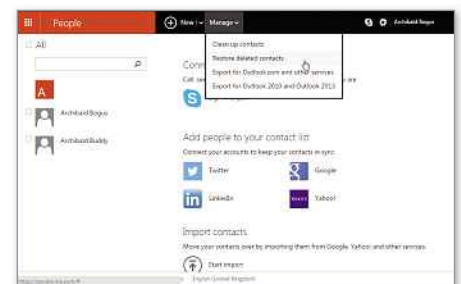 People
New
Manage
Archibald Bogus
All
Clean up contacts
Restore deleted contacts
Export for Outlook.com and other services
Export for Outlook 2010 and Outlook 2013
A
Archibald Bogus
Archibald Buddy
Add people to your contact list
Connect your accounts to keep your contacts in sync.
Twitter
Google
LinkedIn
Yahoo!
Import contacts
Move your contacts over by importing them from Google, Yahoo! and other services.
Start import
English (United Kingdom)